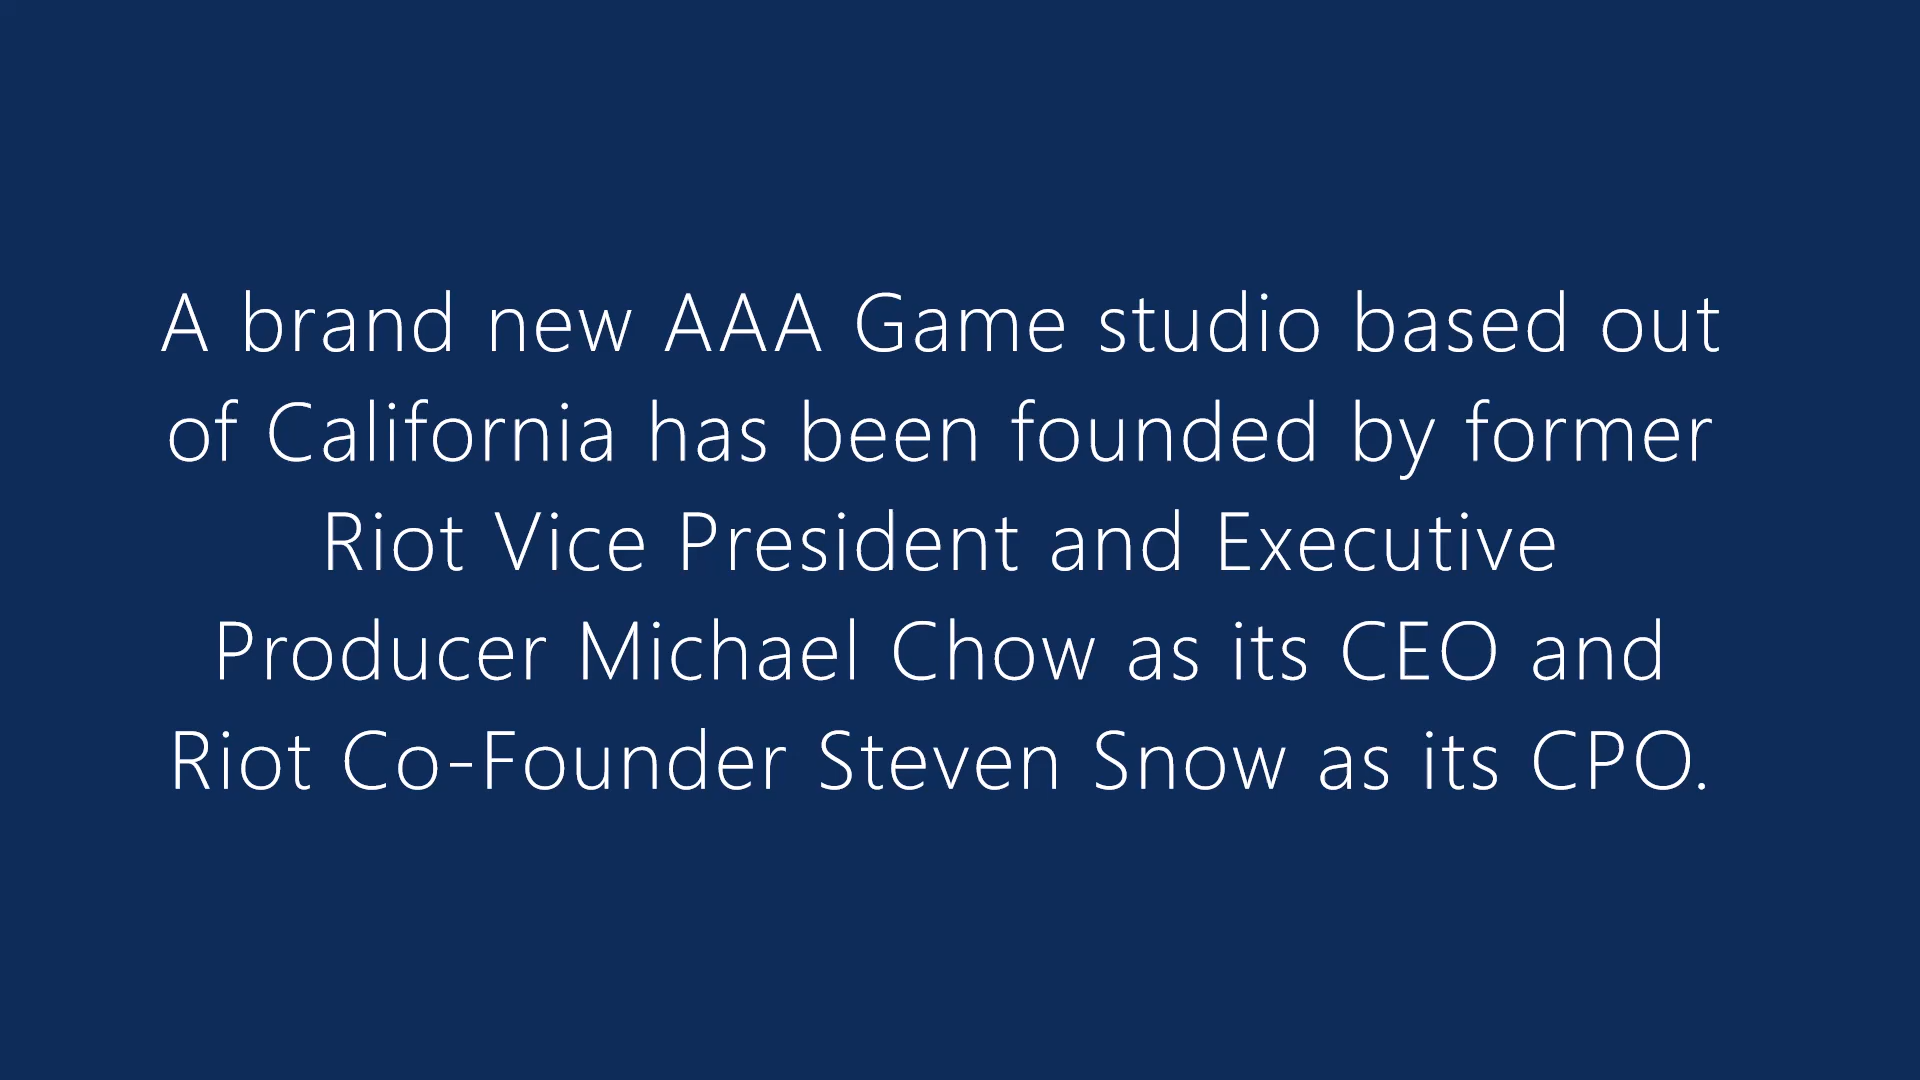 A brand new AAA Game studio based out
of California has been founded by former
Riot Vice President and Executive
Producer Michael Chow as its CEO and
Riot Co-Founder Steven Snow as its CPO.